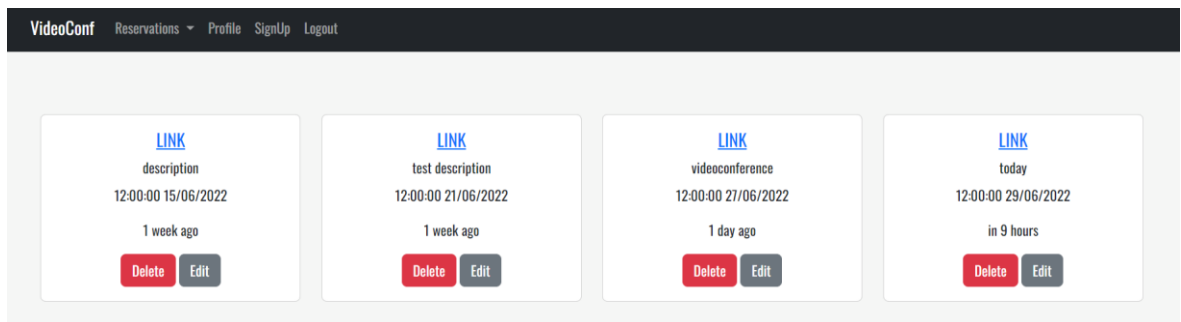 VideoConf Reservations Profile SignUp Logout
LINK
description
12:00:00 15/06/2022
1 week ago
Delete Edit
LINK
test description
12:00:00 21/06/2022
1 week ago
Delete Edit
LINK
videoconference
12:00:00 27/06/2022
1 day ago
Delete Edit
LINK
today
12:00:00 29/06/2022
in 9 hours
Delete Edit